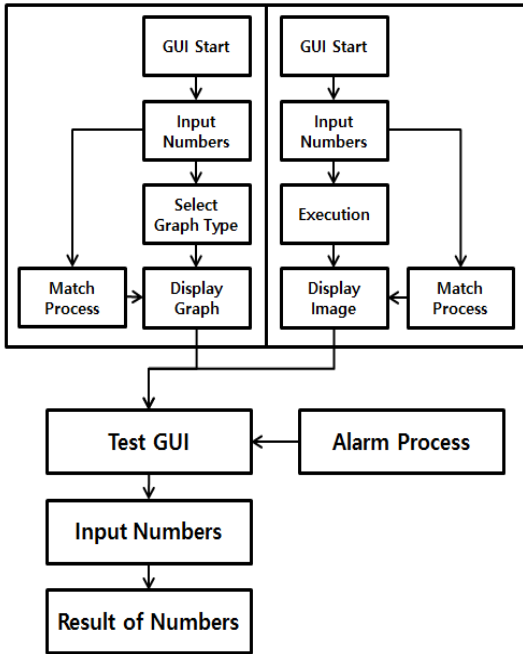 GUI Start
Input
Numbers
Select
Graph Type
Match
Process
Display
Graph
GUI Start
Input
Numbers
Execution
Display
Image
Match
Process
Test GUI
Alarm Process
Input Numbers
Result of Numbers